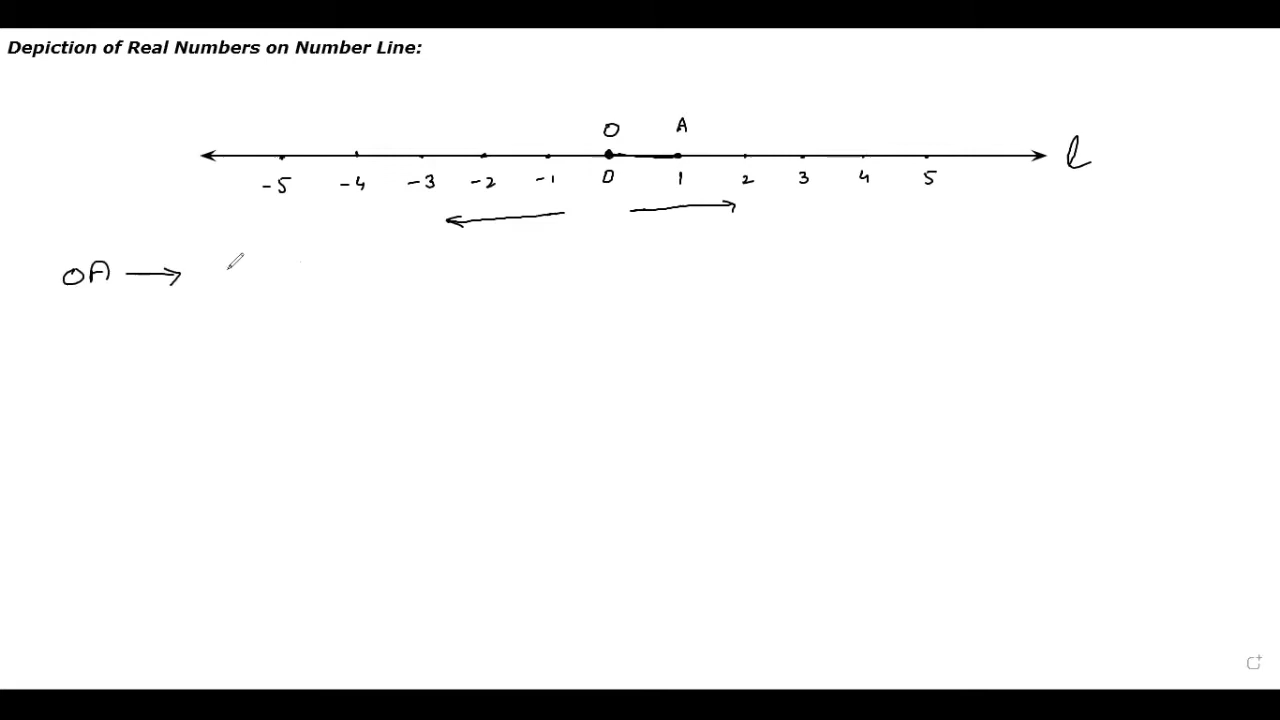 Depiction of Real Numbers on Number Line:
O A
l
-5 -4 -3 -2 -1 0 1 2 3 4 5
OA →